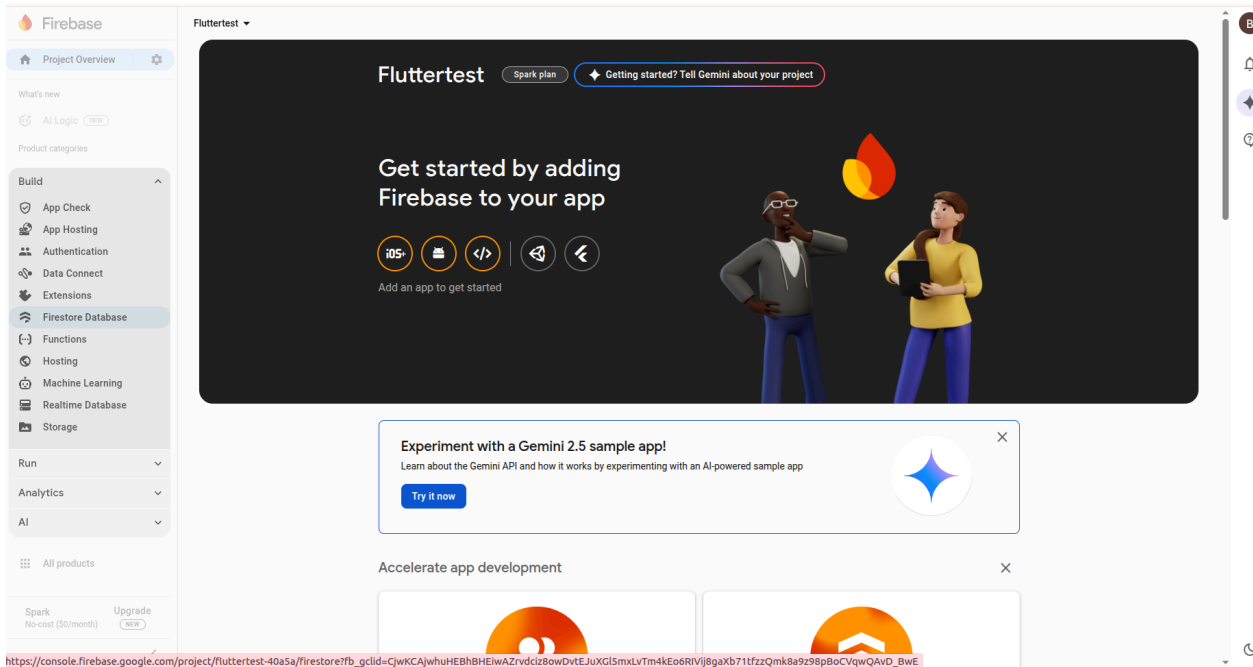 Firebase
Project Overview
What's new
AI Logic NEW
Product categories
Build
App Check
App Hosting
Authentication
Data Connect
Extensions
Firestore Database
Functions
Hosting
Machine Learning
Realtime Database
Storage
Run
Analytics
AI
All products
Spark
No-cost ($0/month)
Upgrade
NEW
Fluttertest
Fluttertest
Spark plan
Getting started? Tell Gemini about your project
Get started by adding
Firebase to your app
iOS+
</>
Add an app to get started
Experiment with a Gemini 2.5 sample app!
Learn about the Gemini API and how it works by experimenting with an AI-powered sample app
Try it now
Accelerate app development
B
https://console.firebase.google.com/project/fluttertest-40a5a/firestore?fb_gclid=CjwKCAjwhuHEBhBHEiwAZrvdciz8owDvtEJuXGl5mxLvTm4kEo6RIVij8gaXb71tfzzQmk8a9z98pBoCVqwQAvD_BwE